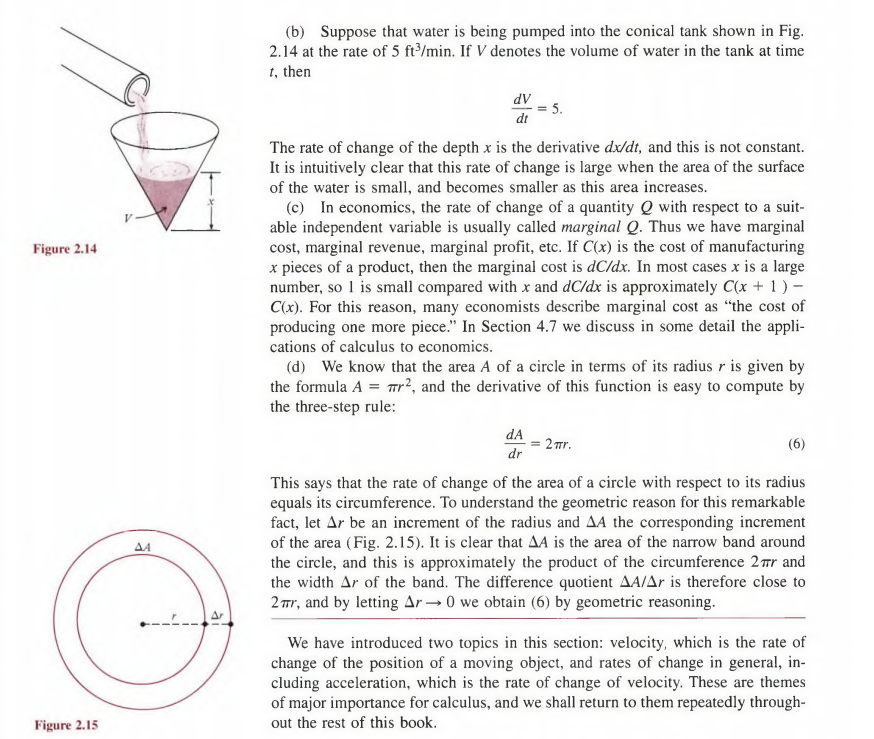 (b) Suppose that water is being pumped into the conical tank shown in Fig.
2.14 at the rate of 5 ft³/min. If V denotes the volume of water in the tank at time
t, then
dV/dt = 5.
The rate of change of the depth x is the derivative dx/dt, and this is not constant.
It is intuitively clear that this rate of change is large when the area of the surface
of the water is small, and becomes smaller as this area increases.
x
V
Figure 2.14
(c) In economics, the rate of change of a quantity Q with respect to a suit-
able independent variable is usually called marginal Q. Thus we have marginal
cost, marginal revenue, marginal profit, etc. If C(x) is the cost of manufacturing
x pieces of a product, then the marginal cost is dC/dx. In most cases x is a large
number, so 1 is small compared with x and dC/dx is approximately C(x + 1 ) −
C(x). For this reason, many economists describe marginal cost as “the cost of
producing one more piece.” In Section 4.7 we discuss in some detail the appli-
cations of calculus to economics.
(d) We know that the area A of a circle in terms of its radius r is given by
the formula A = πr², and the derivative of this function is easy to compute by
the three-step rule:
dA/dr = 2πr. (6)
This says that the rate of change of the area of a circle with respect to its radius
equals its circumference. To understand the geometric reason for this remarkable
fact, let Δr be an increment of the radius and ΔA the corresponding increment
of the area (Fig. 2.15). It is clear that ΔA is the area of the narrow band around
the circle, and this is approximately the product of the circumference 2πr and
the width Δr of the band. The difference quotient ΔA/Δr is therefore close to
2πr, and by letting Δr → 0 we obtain (6) by geometric reasoning.
ΔA
r Δr
Figure 2.15
We have introduced two topics in this section: velocity, which is the rate of
change of the position of a moving object, and rates of change in general, in-
cluding acceleration, which is the rate of change of velocity. These are themes
of major importance for calculus, and we shall return to them repeatedly through-
out the rest of this book.